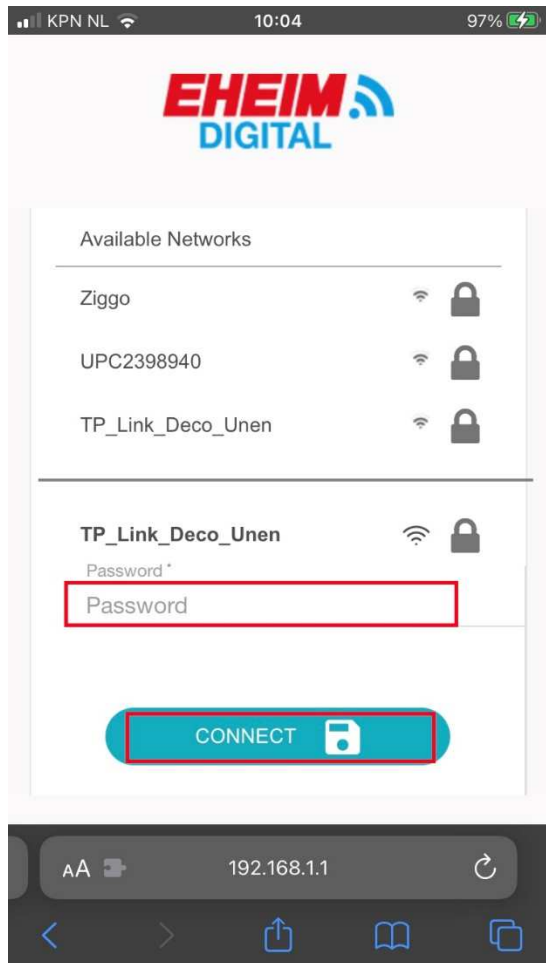 KPN NL 10:04 97%
EHEIM
DIGITAL
Available Networks
Ziggo
UPC2398940
TP_Link_Deco_Unen
TP_Link_Deco_Unen
Password *
Password
CONNECT
AA 192.168.1.1